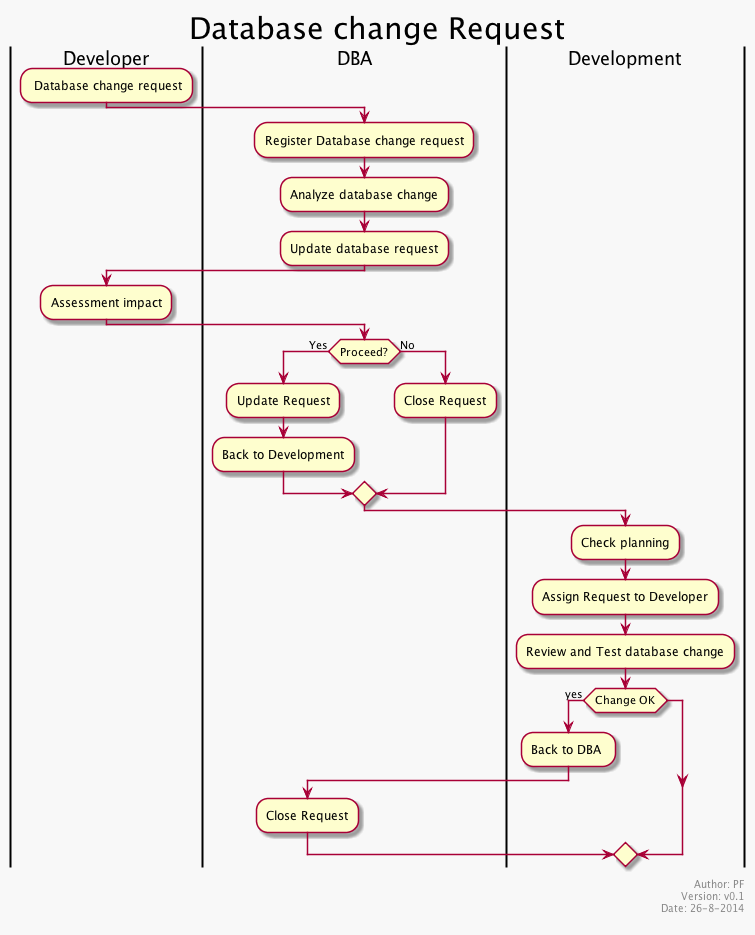 Database change Request
Developer
DBA
Development
Database change request
Register Database change request
Analyze database change
Update database request
Assessment impact
Proceed?
Yes
No
Update Request
Close Request
Back to Development
Check planning
Assign Request to Developer
Review and Test database change
Change OK
yes
Back to DBA
Close Request
Author: PF
Version: v0.1
Date: 26-8-2014